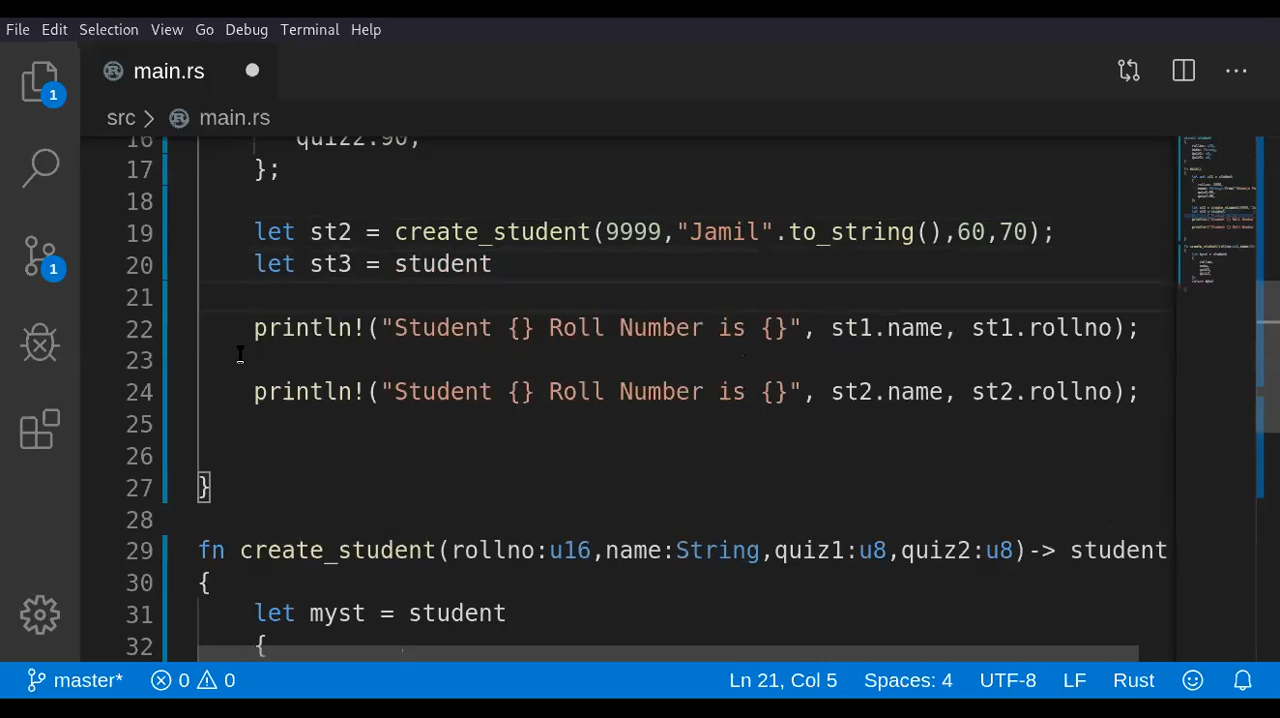 File Edit Selection View Go Debug Terminal Help
main.rs
src > main.rs
16 quiz2:90,
17 };
18
19 let st2 = create_student(9999,"Jamil".to_string(),60,70);
20 let st3 = student
21
22 println!("Student {} Roll Number is {}", st1.name, st1.rollno);
23
24 println!("Student {} Roll Number is {}", st2.name, st2.rollno);
25
26
27 }
28
29 fn create_student(rollno:u16,name:String,quiz1:u8,quiz2:u8)-> student
30 {
31 let myst = student
32 {
1
1
master* 0 0 Ln 21, Col 5 Spaces: 4 UTF-8 LF Rust